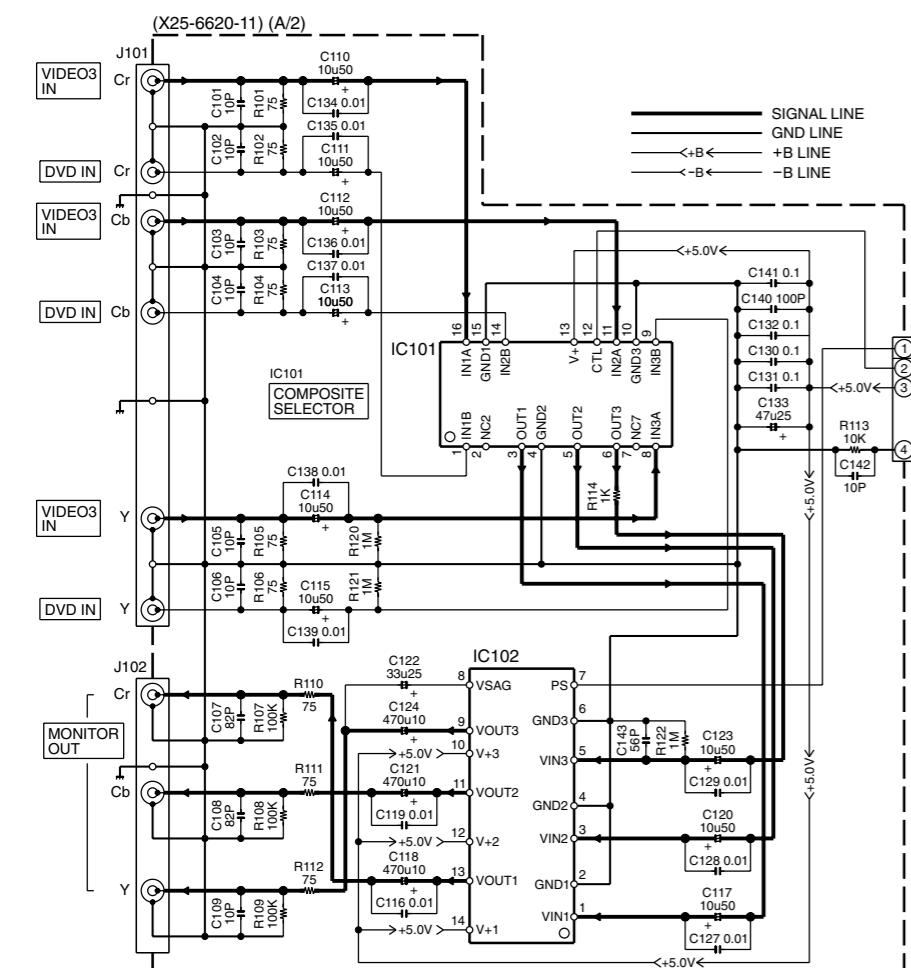 (X25-6620-11) (A/2)
J101
VIDEO3 IN
Cr
C101 10P
R101 75
C110 10u50 +
C134 0.01
SIGNAL LINE
GND LINE
+B +B LINE
−B −B LINE
C102 10P
R102 75
C135 0.01
C111 10u50 +
DVD IN Cr
VIDEO3 IN
Cb
C112 10u50 +
C103 10P
R103 75
C136 0.01
C104 10P
R104 75
C137 0.01
C113 10u50 +
DVD IN Cb
+5.0V
C141 0.1
C140 100P
C132 0.1
C130 0.1
C131 0.1
+5.0V
C133 47u25 +
1
2
3
4
R113 10K
C142 10P
IC101
16 15 14 13 12 11 10 9
IN1A GND1 IN2B V+ CTL IN2A GND3 IN3B
IC101
COMPOSITE SELECTOR
IN1B NC2 OUT1 GND2 OUT2 OUT3 NC7 IN3A
1 2 3 4 5 6 7 8
R114 1K
+5.0V
C138 0.01
C114 10u50 +
VIDEO3 IN
Y
C105 10P
R105 75
R120 1M
C106 10P
R106 75
R121 1M
C115 10u50 +
DVD IN Y
C139 0.01
J102
IC102
C122 33u25 +
8 VSAG
PS 7
Cr
R110 75
C107 82P
R107 100K
MONITOR OUT
C124 470u10 +
9 VOUT3
GND3 6
C143 56P
R122 1M
C123 10u50 +
+5.0V 10 V+3
VIN3 5
C129 0.01
+5.0V
Cb
R111 75
C108 82P
R108 100K
C121 470u10 +
11 VOUT2
C119 0.01
GND2 4
C120 10u50 +
+5.0V 12 V+2
VIN2 3
C128 0.01
R112 75
C118 470u10 +
13 VOUT1
GND1 2
Y
C109 10P
R109 100K
C116 0.01
C117 10u50 +
+5.0V 14 V+1
VIN1 1
C127 0.01
+5.0V